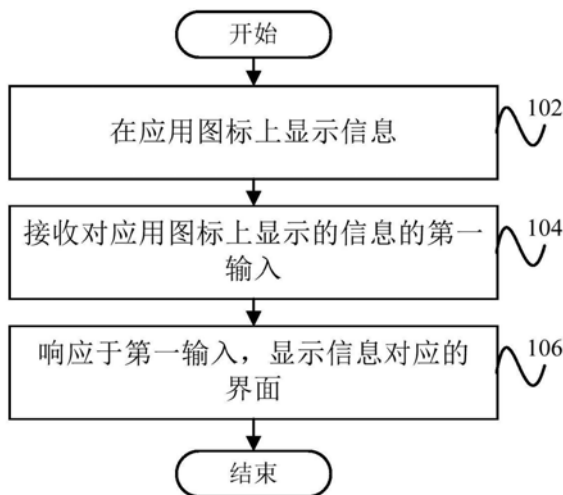 开始
在应用图标上显示信息
102
接收对应用图标上显示的信息的第一
输入
104
响应于第一输入，显示信息对应的
界面
106
结束